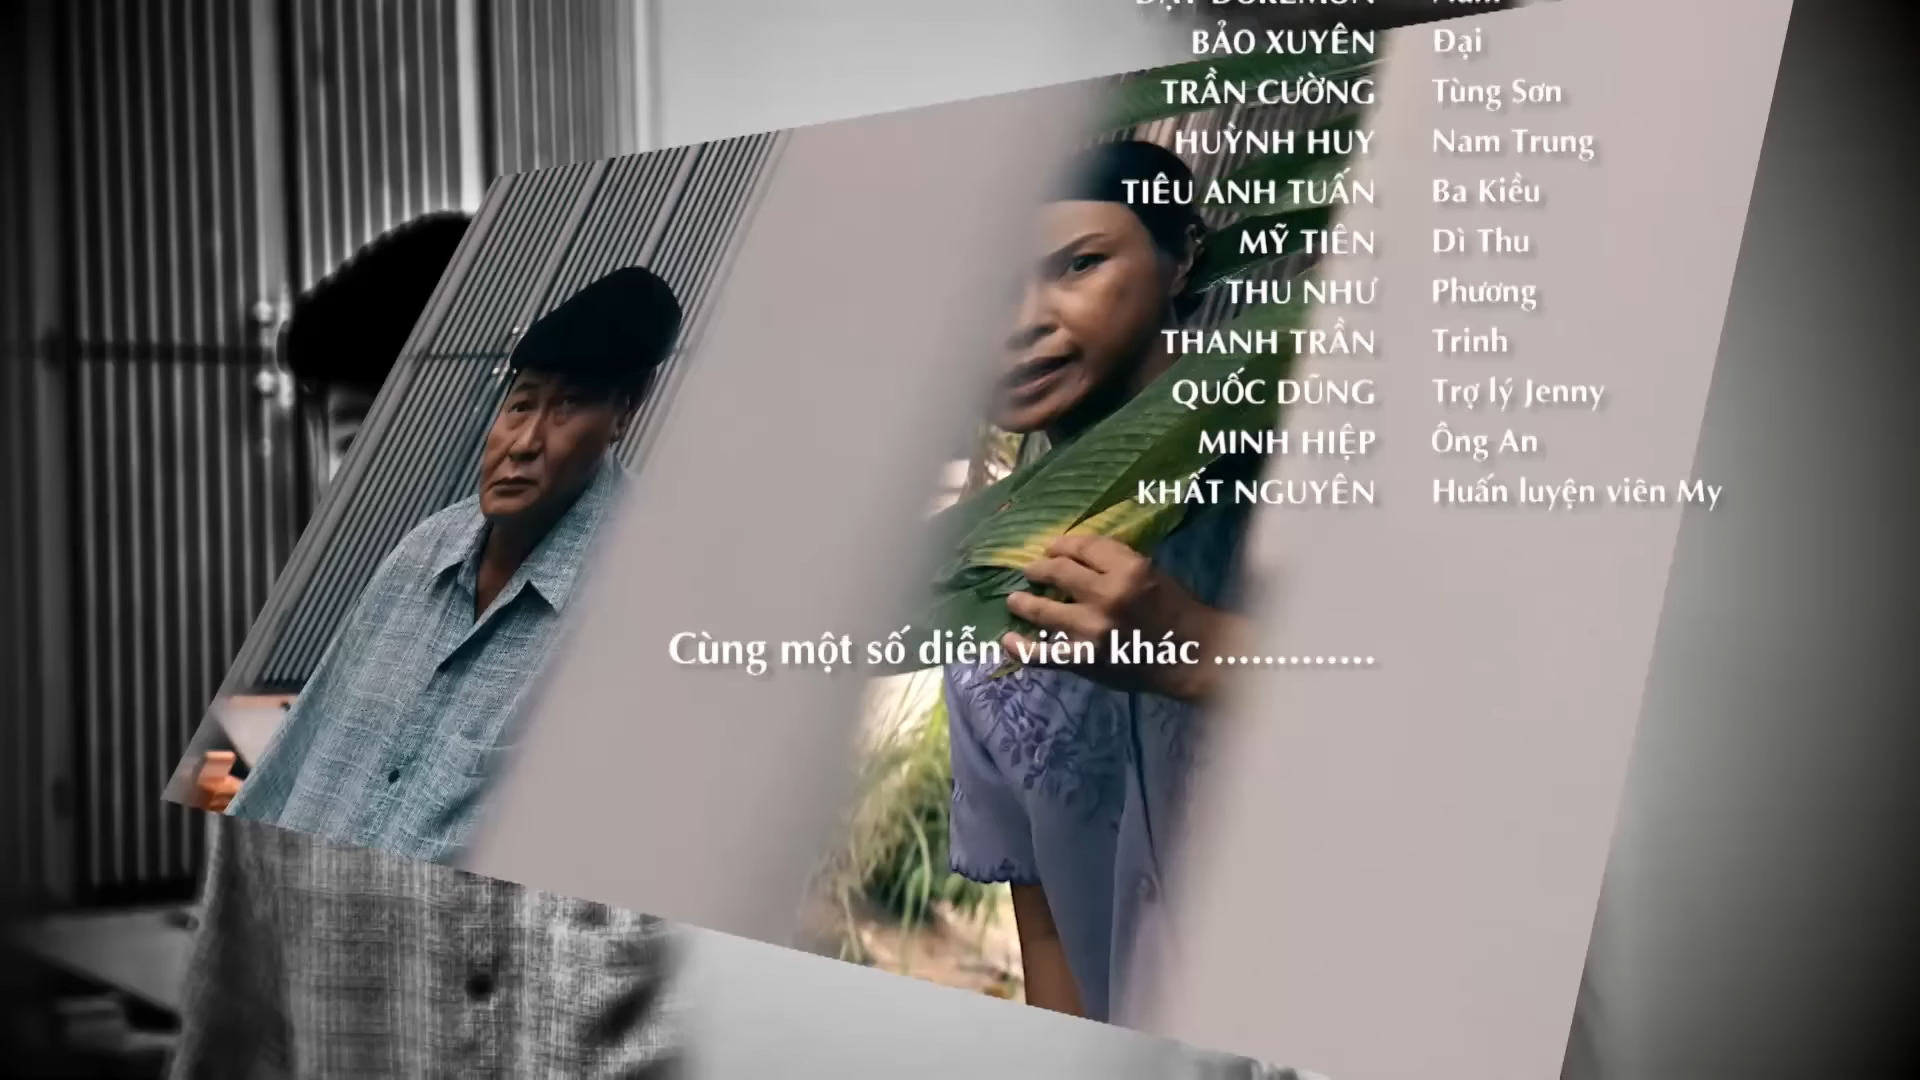 BẢO XUYÊN Đại
TRẦN CƯỜNG Tùng Sơn
HUỲNH HUY Nam Trung
TIÊU ANH TUẤN Ba Kiều
MỸ TIÊN Dì Thu
THU NHƯ Phương
THANH TRẦN Trinh
QUỐC DŨNG Trợ lý Jenny
MINH HIỆP Ông An
KHẤT NGUYÊN Huấn luyện viên My
Cùng một số diễn viên khác .............